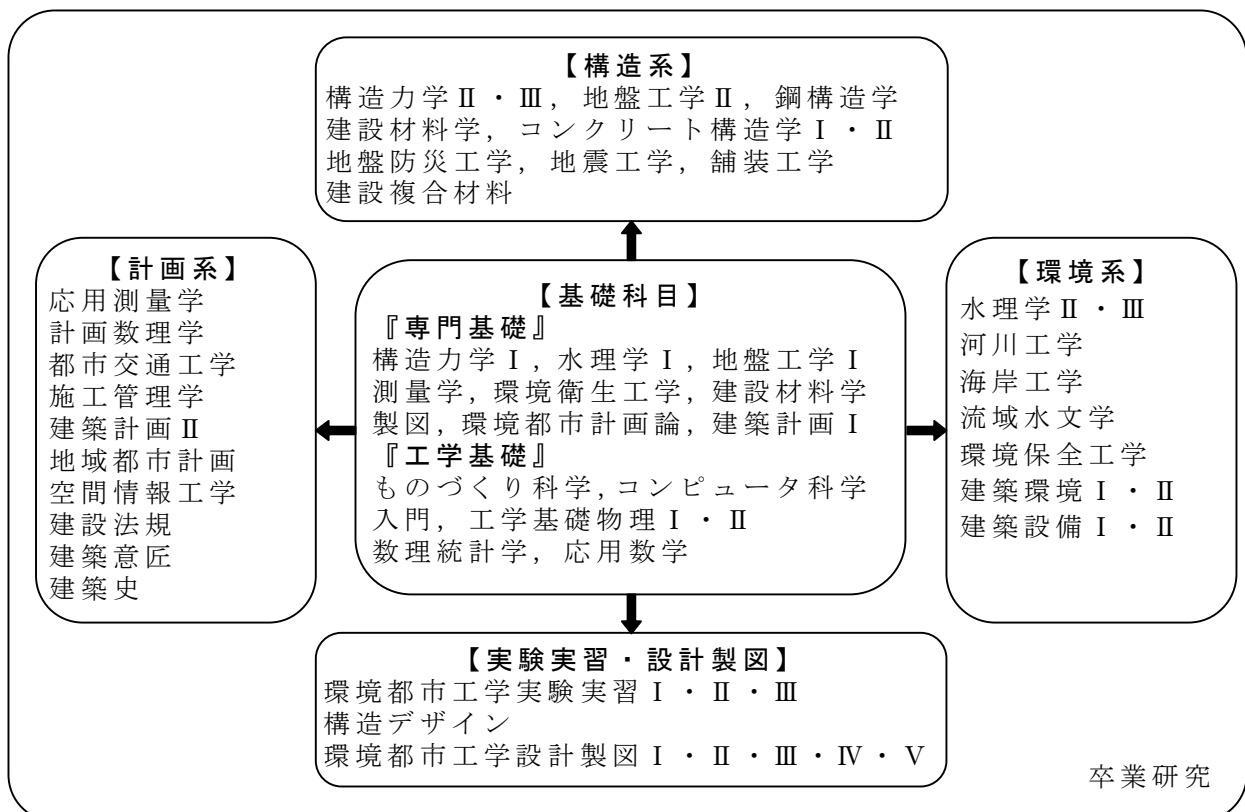 【構造系】
構造力学Ⅱ・Ⅲ, 地盤工学Ⅱ, 鋼構造学
建設材料学, コンクリート構造学Ⅰ・Ⅱ
地盤防災工学, 地震工学, 舗装工学
建設複合材料
【計画系】
応用測量学
計画数理学
都市交通工学
施工管理学
建築計画Ⅱ
地域都市計画
空間情報工学
建設法規
建築意匠
建築史
【基礎科目】
『専門基礎』
構造力学Ⅰ, 水理学Ⅰ, 地盤工学Ⅰ
測量学, 環境衛生工学, 建設材料学
製図, 環境都市計画論, 建築計画Ⅰ
『工学基礎』
ものづくり科学, コンピュータ科学
入門, 工学基礎物理Ⅰ・Ⅱ
数理統計学, 応用数学
【環境系】
水理学Ⅱ・Ⅲ
河川工学
海岸工学
流域水文学
環境保全工学
建築環境Ⅰ・Ⅱ
建築設備Ⅰ・Ⅱ
【実験実習・設計製図】
環境都市工学実験実習Ⅰ・Ⅱ・Ⅲ
構造デザイン
環境都市工学設計製図Ⅰ・Ⅱ・Ⅲ・Ⅳ・Ⅴ
卒業研究